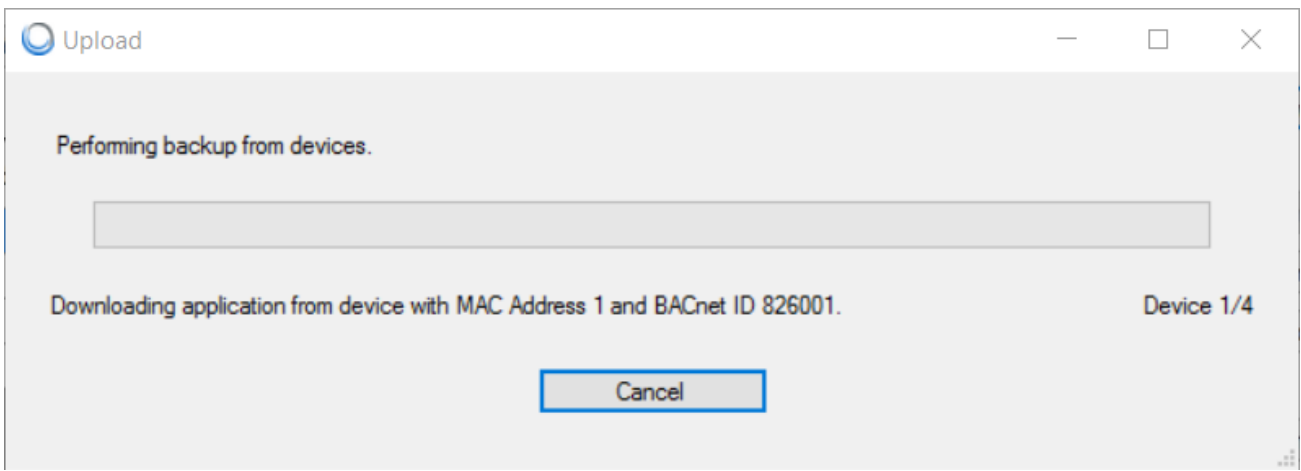 Upload
Performing backup from devices.
Downloading application from device with MAC Address 1 and BACnet ID 826001. Device 1/4
Cancel